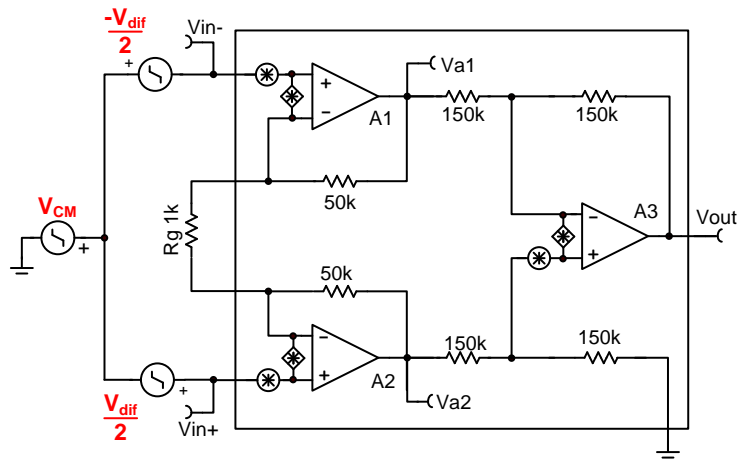 -Vdif
2
Vin-
+
Va1
+
-
A1
150k
150k
50k
VCM
+
Rg 1k
A3
Vout
-
+
50k
-
+
A2
150k
150k
+
Vdif
2
Vin+
Va2